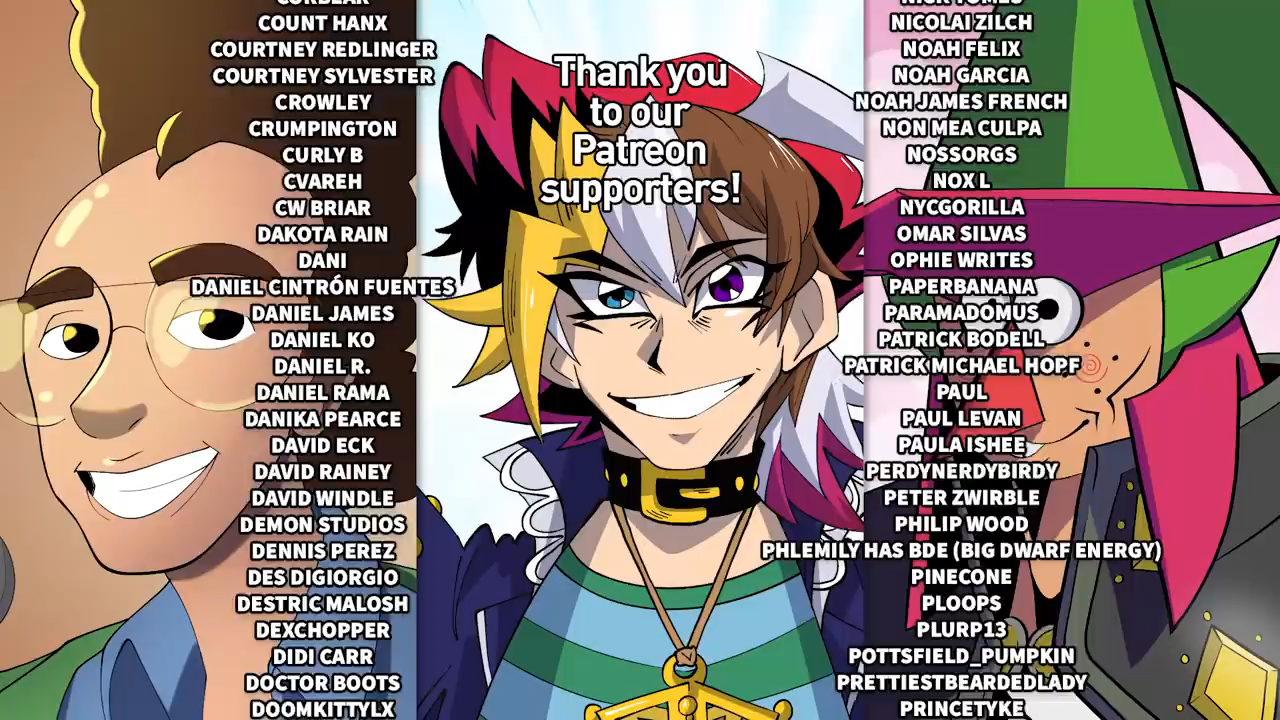 CORBEAR
COUNT HANX
COURTNEY REDLINGER
COURTNEY SYLVESTER
CROWLEY
CRUMPINGTON
CURLY B
CVAREH
CW BRIAR
DAKOTA RAIN
DANI
DANIEL CINTRÓN FUENTES
DANIEL JAMES
DANIEL KO
DANIEL R.
DANIEL RAMA
DANIKA PEARCE
DAVID ECK
DAVID RAINEY
DAVID WINDLE
DEMON STUDIOS
DENNIS PEREZ
DES DIGIORGIO
DESTRIC MALOSH
DEXCHOPPER
DIDI CARR
DOCTOR BOOTS
DOOMKITTYLX
Thank you
to our
Patreon
supporters!
NICOLAI ZILCH
NOAH FELIX
NOAH GARCIA
NOAH JAMES FRENCH
NON MEA CULPA
NOSSORGS
NOX L
NYCGORILLA
OMAR SILVAS
OPHIE WRITES
PAPERBANANA
PARAMADOMUS
PATRICK BODELL
PATRICK MICHAEL HOPF
PAUL
PAUL LEVAN
PAULA ISHEE
PERDYNERDYBIRDY
PETER ZWIRBLE
PHILIP WOOD
PHLEMILY HAS BDE (BIG DWARF ENERGY)
PINECONE
PLOOPS
PLURP13
POTTSFIELD_PUMPKIN
PRETTIESTBEARDEDLADY
PRINCETYKE